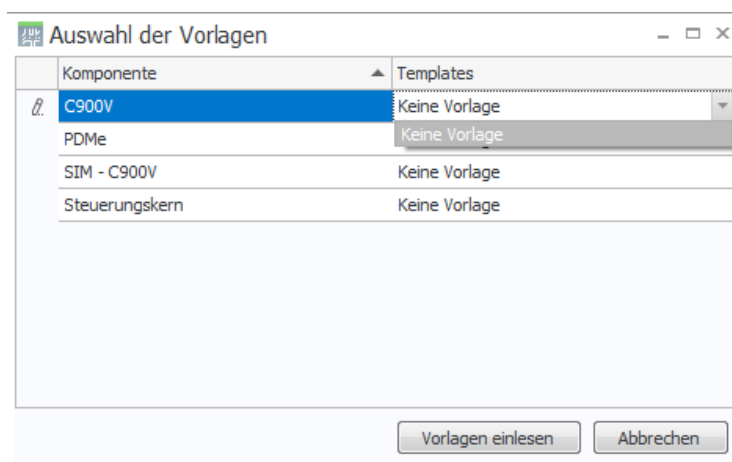 Auswahl der Vorlagen
Komponente Templates
C900V Keine Vorlage
PDMe Keine Vorlage
SIM - C900V Keine Vorlage
Steuerungskern Keine Vorlage
Vorlagen einlesen Abbrechen